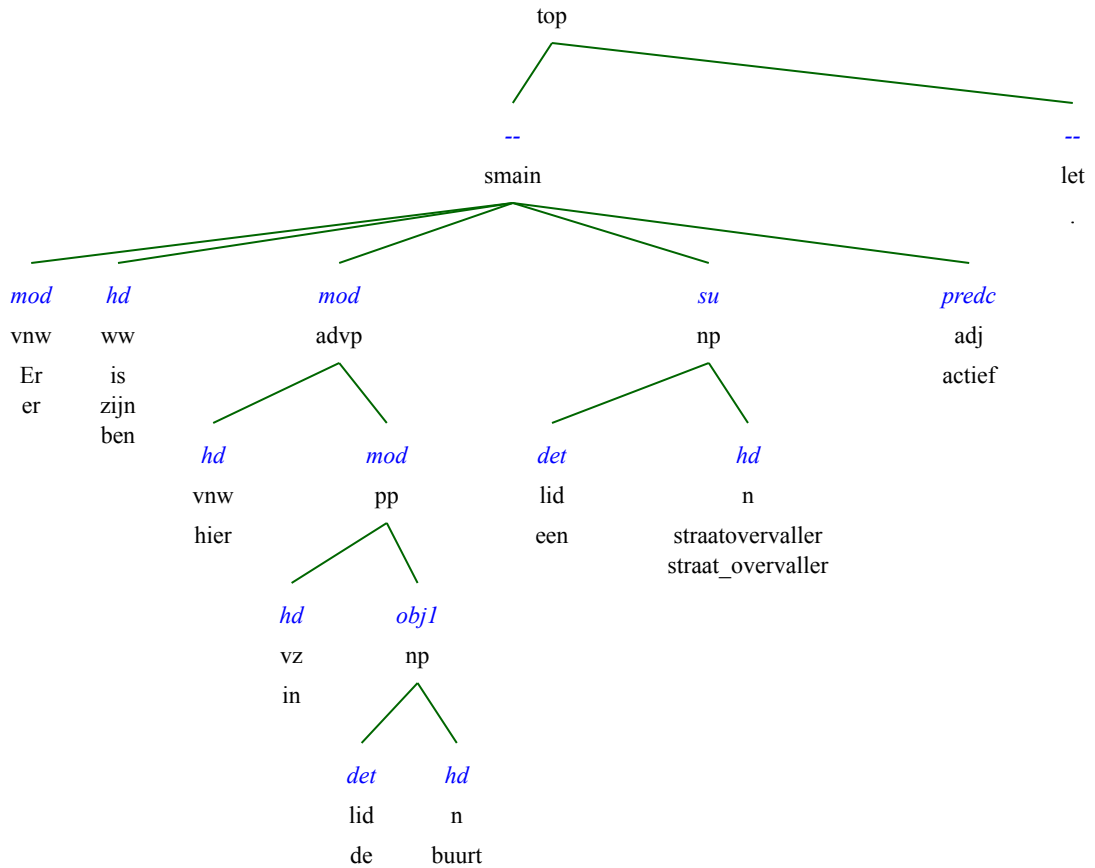 top
-- --
smain let
.
mod hd mod su predc
vnw ww advp np adj
Er is actief
er zijn
ben
hd mod det hd
vnw pp lid n
hier een straatovervaller
straat_overvaller
hd obj1
vz np
in
det hd
lid n
de buurt